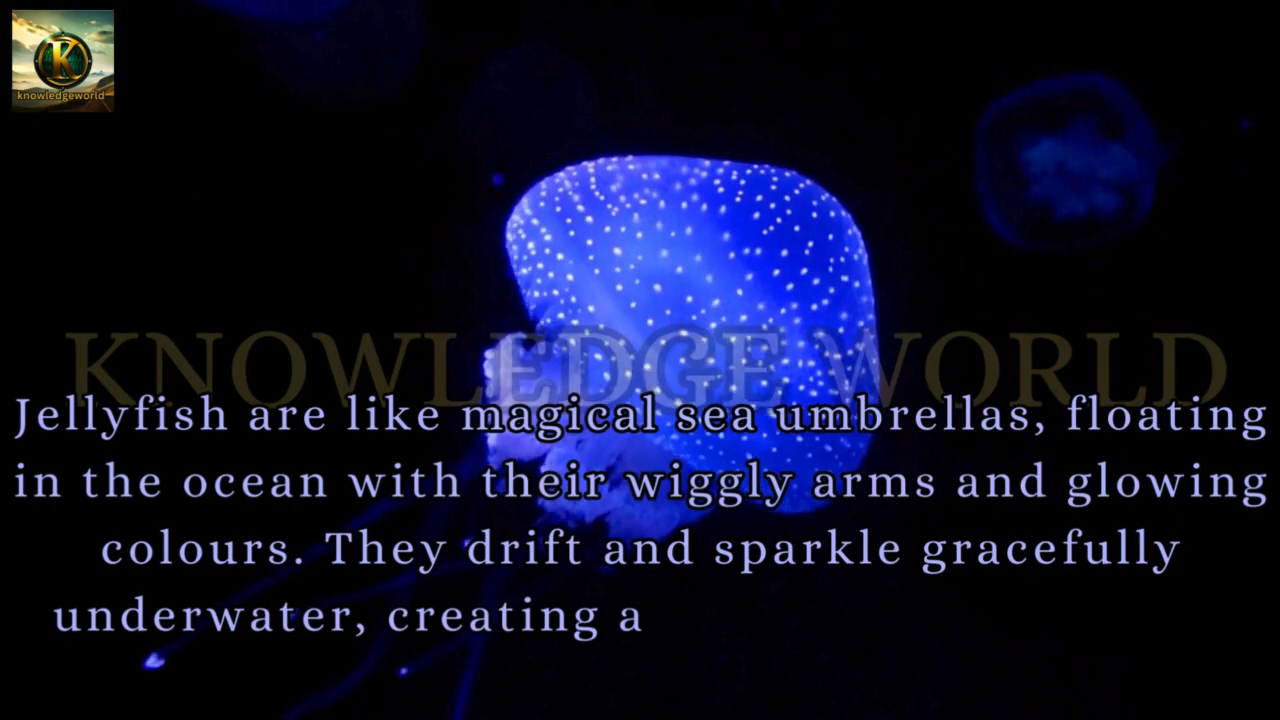 K
knowledgeworld
KNOWLEDGE WORLD
Jellyfish are like magical sea umbrellas, floating
in the ocean with their wiggly arms and glowing
colours. They drift and sparkle gracefully
underwater, creating a